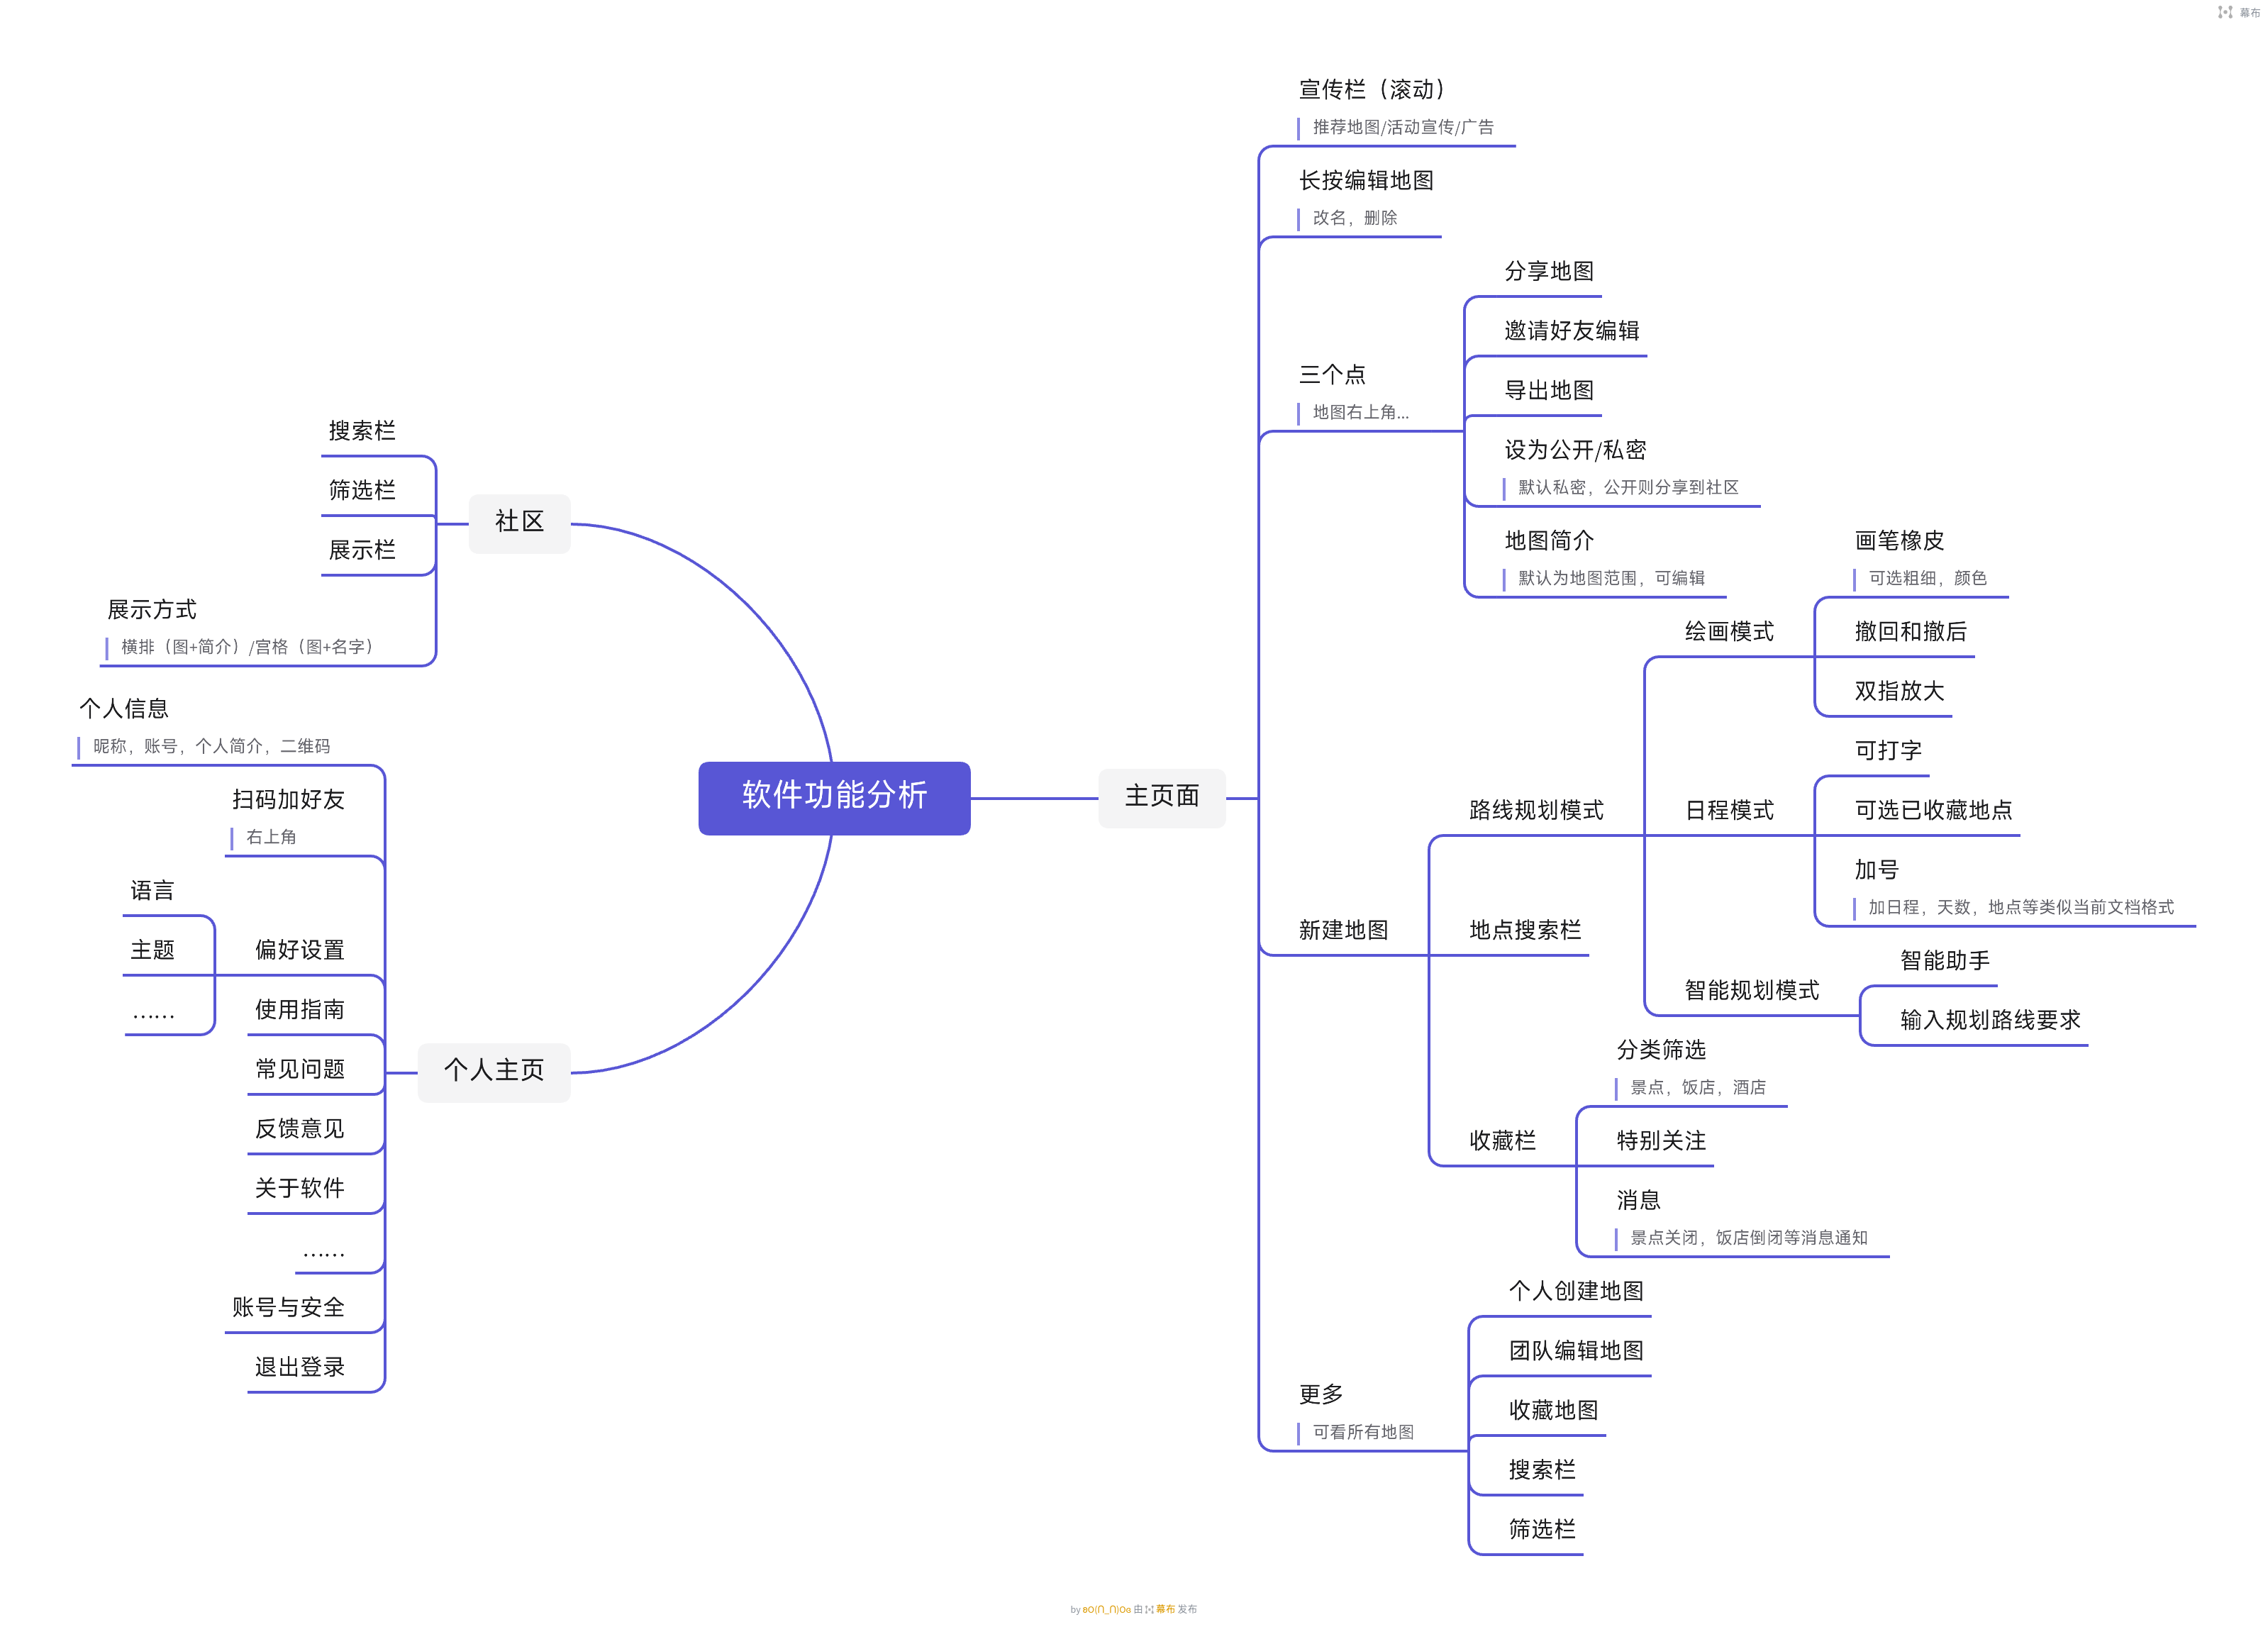 幕布
软件功能分析
主页面
宣传栏（滚动）
推荐地图/活动宣传/广告
长按编辑地图
改名，删除
三个点
地图右上角...
分享地图
邀请好友编辑
导出地图
设为公开/私密
默认私密，公开则分享到社区
地图简介
默认为地图范围，可编辑
新建地图
路线规划模式
绘画模式
画笔橡皮
可选粗细，颜色
撤回和撤后
双指放大
日程模式
可打字
可选已收藏地点
加号
加日程，天数，地点等类似当前文档格式
智能规划模式
智能助手
输入规划路线要求
地点搜索栏
收藏栏
分类筛选
景点，饭店，酒店
特别关注
消息
景点关闭，饭店倒闭等消息通知
更多
可看所有地图
个人创建地图
团队编辑地图
收藏地图
搜索栏
筛选栏
社区
搜索栏
筛选栏
展示栏
展示方式
横排（图+简介）/宫格（图+名字）
个人主页
个人信息
昵称，账号，个人简介，二维码
扫码加好友
右上角
偏好设置
语言
主题
……
使用指南
常见问题
反馈意见
关于软件
……
账号与安全
退出登录
by 由 幕布 发布